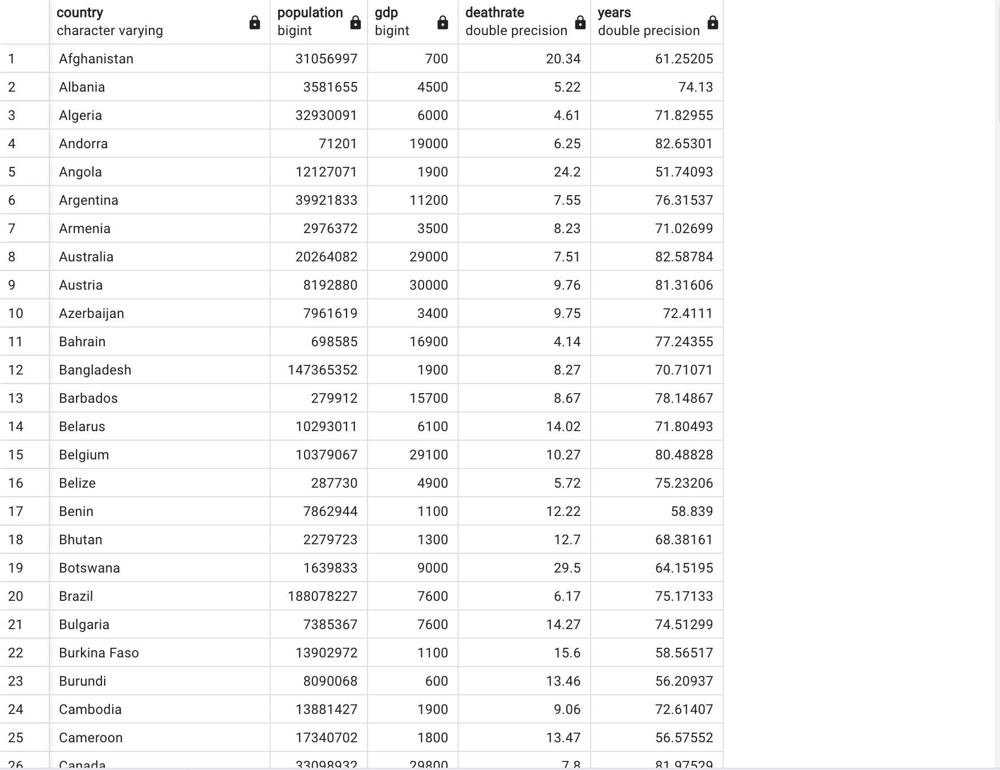 country population gdp deathrate years
character varying bigint bigint double precision double precision
1 Afghanistan 31056997 700 20.34 61.25205
2 Albania 3581655 4500 5.22 74.13
3 Algeria 32930091 6000 4.61 71.82955
4 Andorra 71201 19000 6.25 82.65301
5 Angola 12127071 1900 24.2 51.74093
6 Argentina 39921833 11200 7.55 76.31537
7 Armenia 2976372 3500 8.23 71.02699
8 Australia 20264082 29000 7.51 82.58784
9 Austria 8192880 30000 9.76 81.31606
10 Azerbaijan 7961619 3400 9.75 72.4111
11 Bahrain 698585 16900 4.14 77.24355
12 Bangladesh 147365352 1900 8.27 70.71071
13 Barbados 279912 15700 8.67 78.14867
14 Belarus 10293011 6100 14.02 71.80493
15 Belgium 10379067 29100 10.27 80.48828
16 Belize 287730 4900 5.72 75.23206
17 Benin 7862944 1100 12.22 58.839
18 Bhutan 2279723 1300 12.7 68.38161
19 Botswana 1639833 9000 29.5 64.15195
20 Brazil 188078227 7600 6.17 75.17133
21 Bulgaria 7385367 7600 14.27 74.51299
22 Burkina Faso 13902972 1100 15.6 58.56517
23 Burundi 8090068 600 13.46 56.20937
24 Cambodia 13881427 1900 9.06 72.61407
25 Cameroon 17340702 1800 13.47 56.57552
26 Canada 33098932 29800 7.8 81.97529